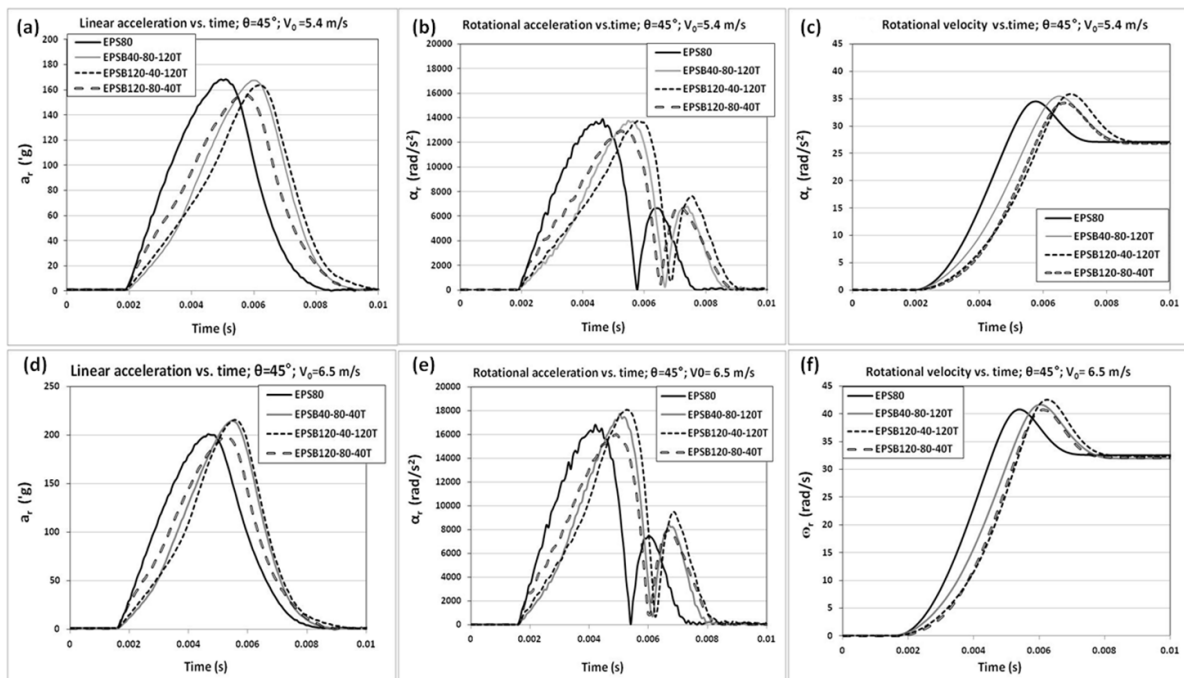 (a)
Linear acceleration vs. time; θ=45°; V₀ =5.4 m/s
200
180
160
140
120
100
80
60
40
20
0
aᵣ ('g)
EPS80
EPSB40-80-120T
EPSB120-40-120T
EPSB120-80-40T
0
0.002
0.004
0.006
0.008
0.01
Time (s)
(b)
Rotational acceleration vs.time; θ=45°; V₀=5.4 m/s
20000
18000
16000
14000
12000
10000
8000
6000
4000
2000
0
αᵣ (rad/s²)
EPS80
EPSB40-80-120T
EPSB120-40-120T
EPSB120-80-40T
0
0.002
0.004
0.006
0.008
0.01
Time (s)
(c)
Rotational velocity vs.time; θ=45°; V₀=5.4 m/s
45
40
35
30
25
20
15
10
5
0
αᵣ (rad/s)
EPS80
EPSB40-80-120T
EPSB120-40-120T
EPSB120-80-40T
0
0.002
0.004
0.006
0.008
0.01
Time (s)
(d)
Linear acceleration vs. time; θ=45°; V₀=6.5 m/s
250
200
150
100
50
0
aᵣ ('g)
EPS80
EPSB40-80-40T
EPSB120-40-120T
EPSB120-80-40T
0
0.002
0.004
0.006
0.008
0.01
Time (s)
(e)
Rotational acceleration vs. time; θ=45°; V0= 6.5 m/s
20000
18000
16000
14000
12000
10000
8000
6000
4000
2000
0
αᵣ (rad/s²)
EPS80
EPSB40-80-120T
EPSB120-40-120T
EPSB120-80-40T
0
0.002
0.004
0.006
0.008
0.01
Time (s)
(f)
Rotational velocity vs. time; θ=45°; V₀= 6.5 m/s
45
40
35
30
25
20
15
10
5
0
ωᵣ (rad/s)
EPS80
EPSB40-80-120T
EPSB120-40-120T
EPSB120-80-40T
0
0.002
0.004
0.006
0.008
0.01
Time (s)